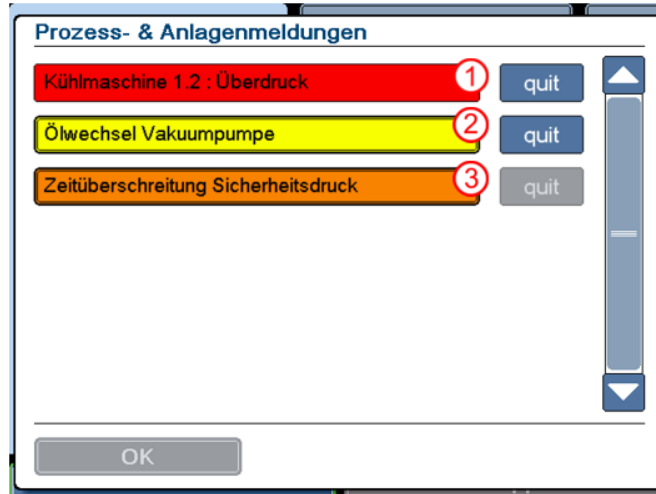 Prozess- & Anlagenmeldungen
Kühlmaschine 1.2 : Überdruck 1 quit
Ölwechsel Vakuumpumpe 2 quit
Zeitüberschreitung Sicherheitsdruck 3 quit
OK